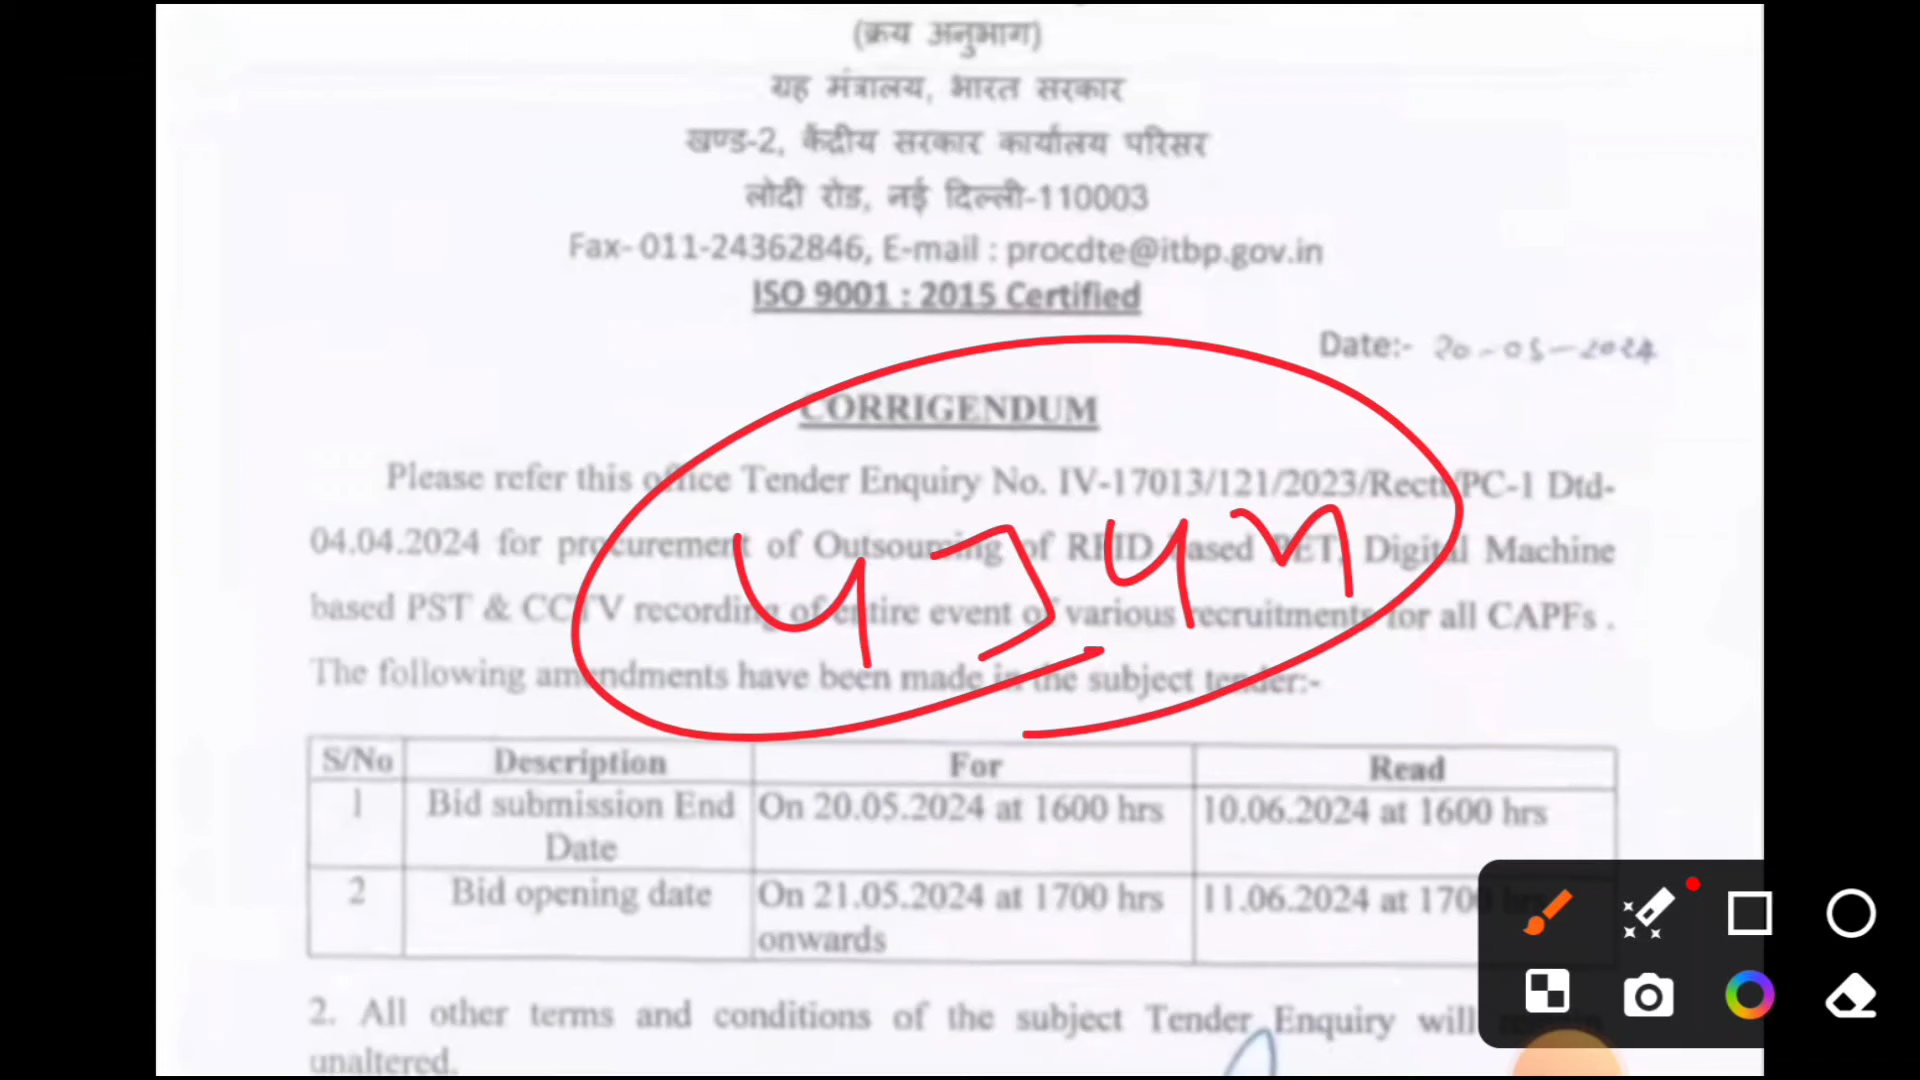 (क्रय अनुभाग)
ग्रह मंत्रालय, भारत सरकार
खण्ड-2, केंद्रीय सरकार कार्यालय परिसर
लोदी रोड, नई दिल्ली-110003
Fax- 011-24362846, E-mail : procdte@itbp.gov.in
ISO 9001 : 2015 Certified
Date:- 20-05-2024
CORRIGENDUM
Please refer this office Tender Enquiry No. IV-17013/121/2023/Rectt/PC-1 Dtd-
04.04.2024 for procurement of Outsourcing of RFID based PET, Digital Machine
based PST & CCTV recording of entire event of various recruitments for all CAPFs .
The following amendments have been made in the subject tender:-
S/No Description For Read
1 Bid submission End Date On 20.05.2024 at 1600 hrs 10.06.2024 at 1600 hrs
2 Bid opening date On 21.05.2024 at 1700 hrs onwards 11.06.2024 at 1700 hrs
2. All other terms and conditions of the subject Tender Enquiry will
unaltered.